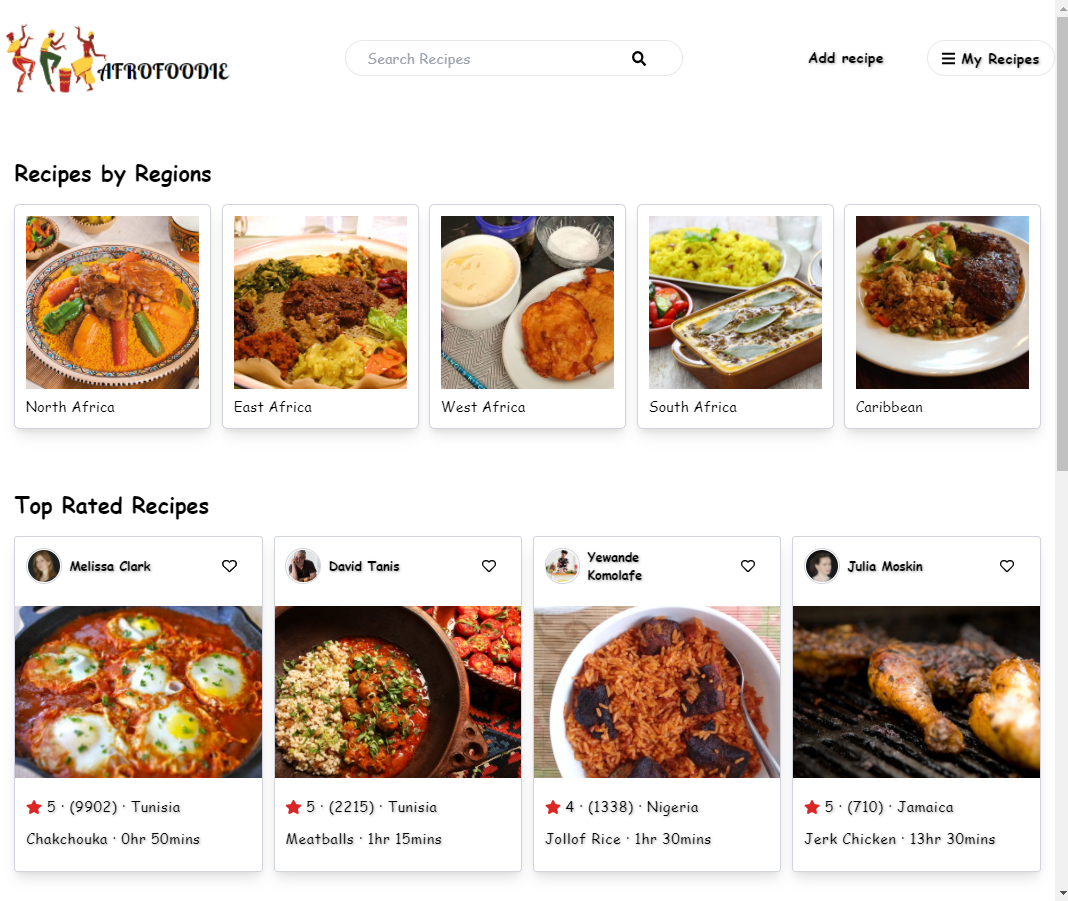 AFROFOODIE
Search Recipes
Add recipe
My Recipes
Recipes by Regions
North Africa
East Africa
West Africa
South Africa
Caribbean
Top Rated Recipes
Melissa Clark
David Tanis
Yewande
Komolafe
Julia Moskin
5 · (9902) · Tunisia
Chakchouka · 0hr 50mins
5 · (2215) · Tunisia
Meatballs · 1hr 15mins
4 · (1338) · Nigeria
Jollof Rice · 1hr 30mins
5 · (710) · Jamaica
Jerk Chicken · 13hr 30mins